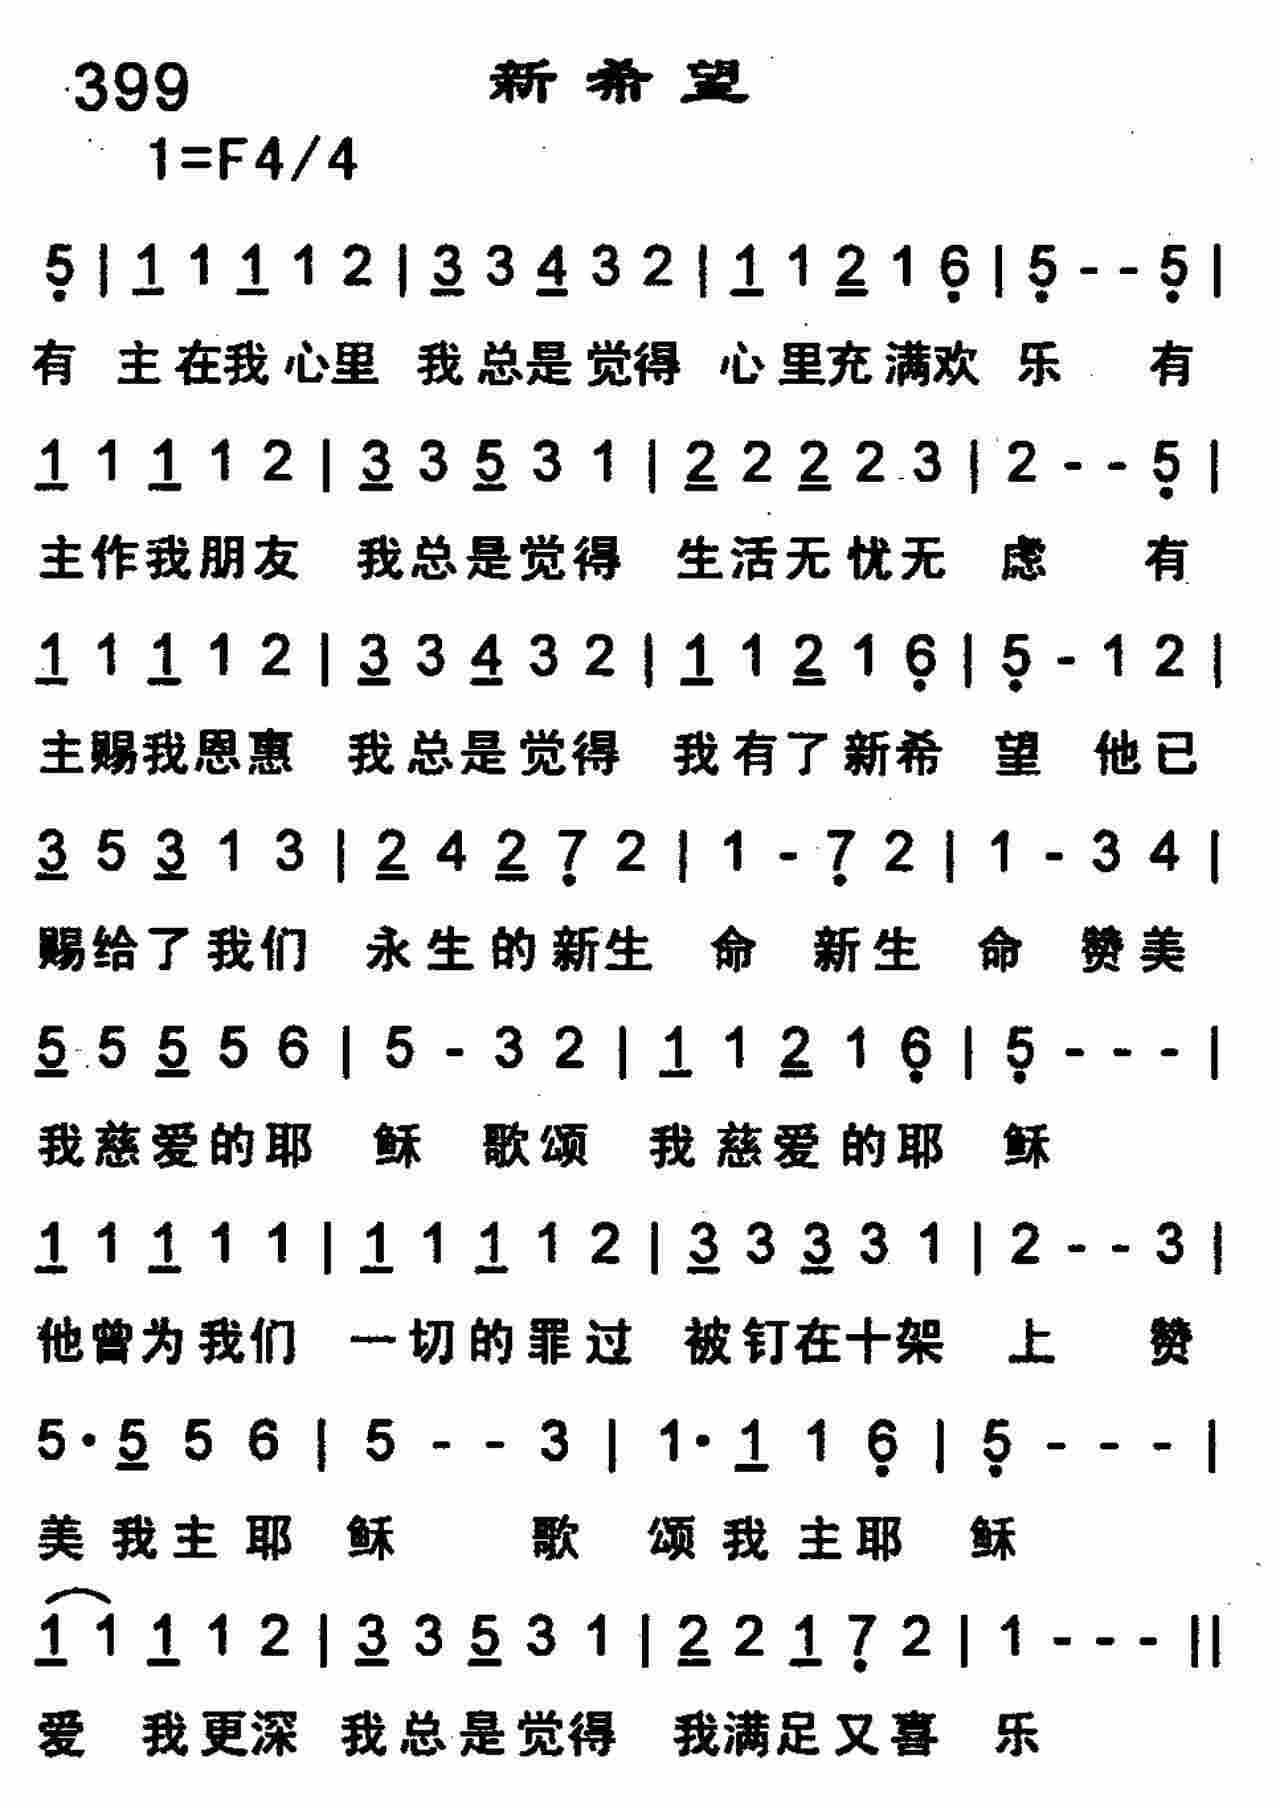 399 新希望
1=F4/4
5̣ | 1̲ 1 1̲ 1 2 | 3̲ 3 4̲ 3 2 | 1̲ 1 2̲ 1 6̣ | 5̣ - - 5̣ |
有 主在我心里 我总是觉得 心里充满欢 乐 有
1̲ 1 1̲ 1 2 | 3̲ 3 5̲ 3 1 | 2̲ 2 2̲ 2 3 | 2 - - 5̣ |
主作我朋友 我总是觉得 生活无忧无 虑 有
1̲ 1 1̲ 1 2 | 3̲ 3 4̲ 3 2 | 1̲ 1 2̲ 1 6̣ | 5̣ - 1 2 |
主赐我恩惠 我总是觉得 我有了新希 望 他已
3̲ 5 3̲ 1 3 | 2̲ 4 2̲ 7̣ 2 | 1 - 7̣ 2 | 1 - 3 4 |
赐给了我们 永生的新生 命 新生 命 赞美
5̲ 5 5̲ 5 6 | 5 - 3 2 | 1̲ 1 2̲ 1 6̣ | 5̣ - - - |
我慈爱的耶 稣 歌颂 我慈爱的耶 稣
1̲ 1 1̲ 1 1 | 1̲ 1 1̲ 1 2 | 3̲ 3 3̲ 3 1 | 2 - - 3 |
他曾为我们 一切的罪过 被钉在十架 上 赞
5· 5̲ 5 6 | 5 - - 3 | 1· 1̲ 1 6̣ | 5̣ - - - |
美 我主耶 稣 歌 颂我主耶 稣
1̲ 1 1̲ 1 2 | 3̲ 3 5̲ 3 1 | 2̲ 2 1̲ 7̣ 2 | 1 - - - ||
爱 我更深 我总是觉得 我满足又喜 乐